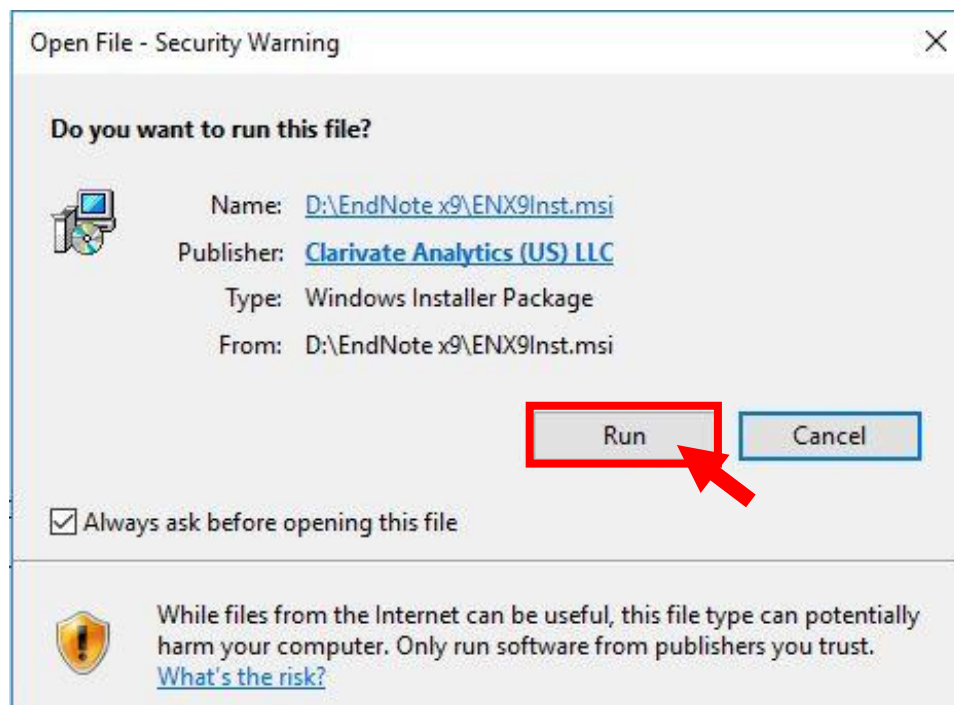 Open File - Security Warning
Do you want to run this file?
Name: D:\EndNote x9\ENX9Inst.msi
Publisher: Clarivate Analytics (US) LLC
Type: Windows Installer Package
From: D:\EndNote x9\ENX9Inst.msi
Run Cancel
Always ask before opening this file
While files from the Internet can be useful, this file type can potentially
harm your computer. Only run software from publishers you trust.
What's the risk?